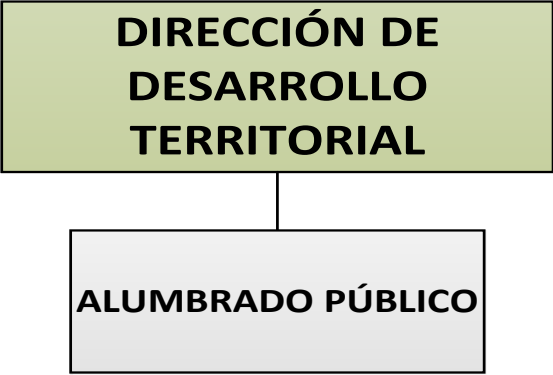 DIRECCIÓN DE
DESARROLLO
TERRITORIAL
ALUMBRADO PÚBLICO